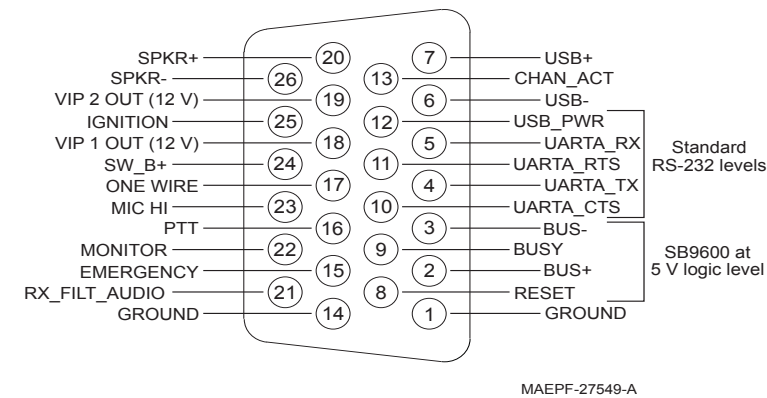 SPKR+ 20 7 USB+
SPKR- 26 13 CHAN_ACT
VIP 2 OUT (12 V) 19 6 USB-
IGNITION 25 12 USB_PWR
VIP 1 OUT (12 V) 18 5 UARTA_RX
SW_B+ 24 11 UARTA_RTS
ONE WIRE 17 4 UARTA_TX
MIC HI 23 10 UARTA_CTS
PTT 16 3 BUS-
MONITOR 22 9 BUSY
EMERGENCY 15 2 BUS+
RX_FILT_AUDIO 21 8 RESET
GROUND 14 1 GROUND
Standard
RS-232 levels
SB9600 at
5 V logic level
MAEPF-27549-A